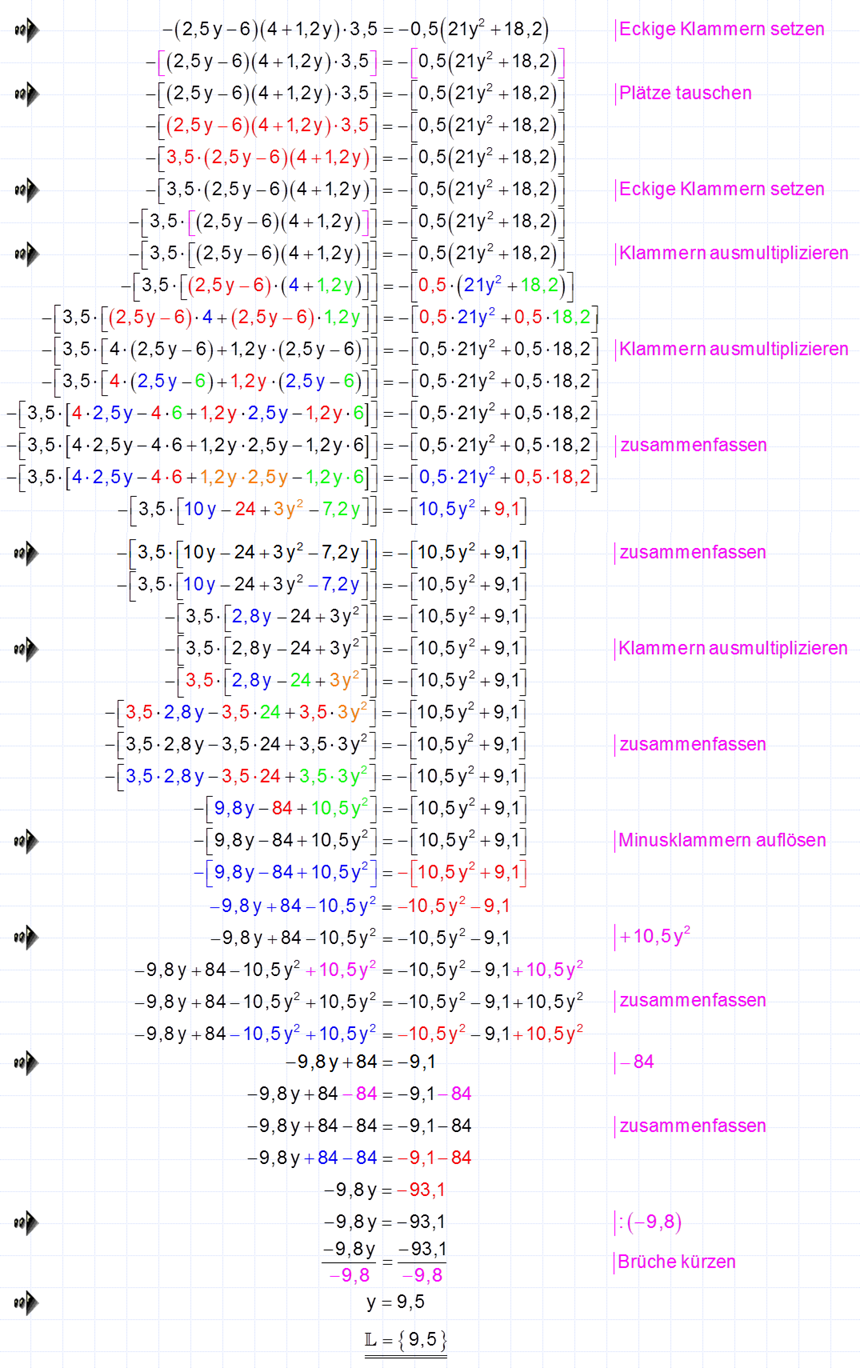 −(2,5y−6)(4+1,2y)·3,5 = −0,5(21y²+18,2) |Eckige Klammern setzen
−[(2,5y−6)(4+1,2y)·3,5] = −[0,5(21y²+18,2)]
−[(2,5y−6)(4+1,2y)·3,5] = −[0,5(21y²+18,2)] |Plätze tauschen
−[(2,5y−6)(4+1,2y)·3,5] = −[0,5(21y²+18,2)]
−[3,5·(2,5y−6)(4+1,2y)] = −[0,5(21y²+18,2)]
−[3,5·(2,5y−6)(4+1,2y)] = −[0,5(21y²+18,2)] |Eckige Klammern setzen
−[3,5·[(2,5y−6)(4+1,2y)]] = −[0,5(21y²+18,2)]
−[3,5·[(2,5y−6)(4+1,2y)]] = −[0,5(21y²+18,2)] |Klammern ausmultiplizieren
−[3,5·[(2,5y−6)·(4+1,2y)]] = −[0,5·(21y²+18,2)]
−[3,5·[(2,5y−6)·4+(2,5y−6)·1,2y]] = −[0,5·21y²+0,5·18,2]
−[3,5·[4·(2,5y−6)+1,2y·(2,5y−6)]] = −[0,5·21y²+0,5·18,2] |Klammern ausmultiplizieren
−[3,5·[4·(2,5y−6)+1,2y·(2,5y−6)]] = −[0,5·21y²+0,5·18,2]
−[3,5·[4·2,5y−4·6+1,2y·2,5y−1,2y·6]] = −[0,5·21y²+0,5·18,2]
−[3,5·[4·2,5y−4·6+1,2y·2,5y−1,2y·6]] = −[0,5·21y²+0,5·18,2] |zusammenfassen
−[3,5·[4·2,5y−4·6+1,2y·2,5y−1,2y·6]] = −[0,5·21y²+0,5·18,2]
−[3,5·[10y−24+3y²−7,2y]] = −[10,5y²+9,1]
−[3,5·[10y−24+3y²−7,2y]] = −[10,5y²+9,1] |zusammenfassen
−[3,5·[10y−24+3y²−7,2y]] = −[10,5y²+9,1]
−[3,5·[2,8y−24+3y²]] = −[10,5y²+9,1]
−[3,5·[2,8y−24+3y²]] = −[10,5y²+9,1] |Klammern ausmultiplizieren
−[3,5·[2,8y−24+3y²]] = −[10,5y²+9,1]
−[3,5·2,8y−3,5·24+3,5·3y²] = −[10,5y²+9,1]
−[3,5·2,8y−3,5·24+3,5·3y²] = −[10,5y²+9,1] |zusammenfassen
−[3,5·2,8y−3,5·24+3,5·3y²] = −[10,5y²+9,1]
−[9,8y−84+10,5y²] = −[10,5y²+9,1]
−[9,8y−84+10,5y²] = −[10,5y²+9,1] |Minusklammern auflösen
−[9,8y−84+10,5y²] = −[10,5y²+9,1]
−9,8y+84−10,5y² = −10,5y²−9,1
−9,8y+84−10,5y² = −10,5y²−9,1 |+10,5y²
−9,8y+84−10,5y²+10,5y² = −10,5y²−9,1+10,5y²
−9,8y+84−10,5y²+10,5y² = −10,5y²−9,1+10,5y² |zusammenfassen
−9,8y+84−10,5y²+10,5y² = −10,5y²−9,1+10,5y²
−9,8y+84 = −9,1 |−84
−9,8y+84−84 = −9,1−84
−9,8y+84−84 = −9,1−84 |zusammenfassen
−9,8y+84−84 = −9,1−84
−9,8y = −93,1
−9,8y = −93,1 |:(−9,8)
−9,8y/−9,8 = −93,1/−9,8 |Brüche kürzen
y = 9,5
𝕃 = {9,5}